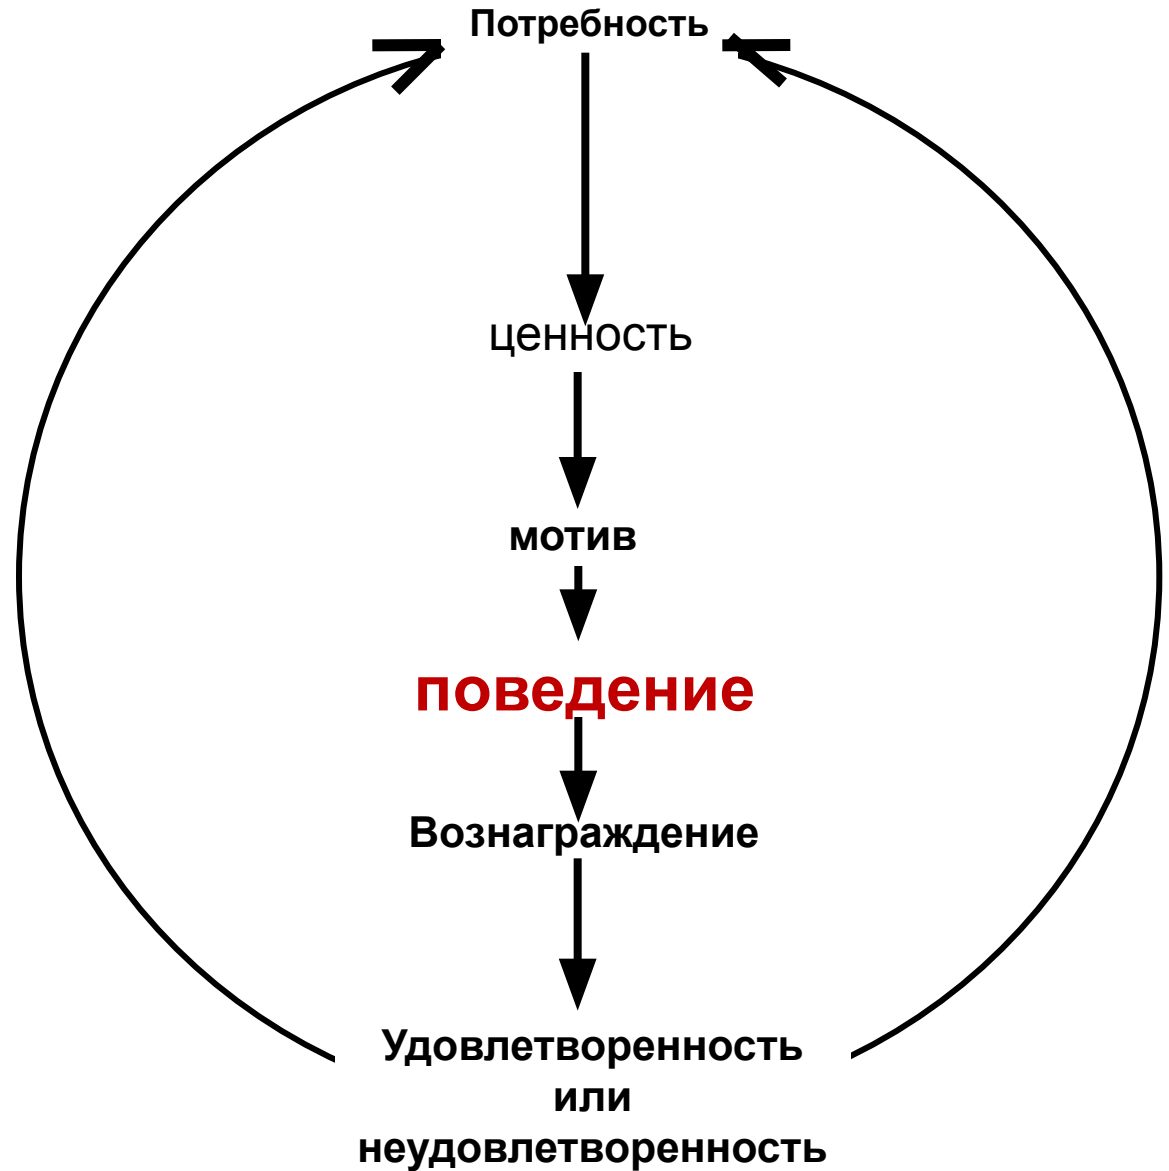 Потребность
ценность
мотив
поведение
Вознаграждение
Удовлетворенность
или
неудовлетворенность